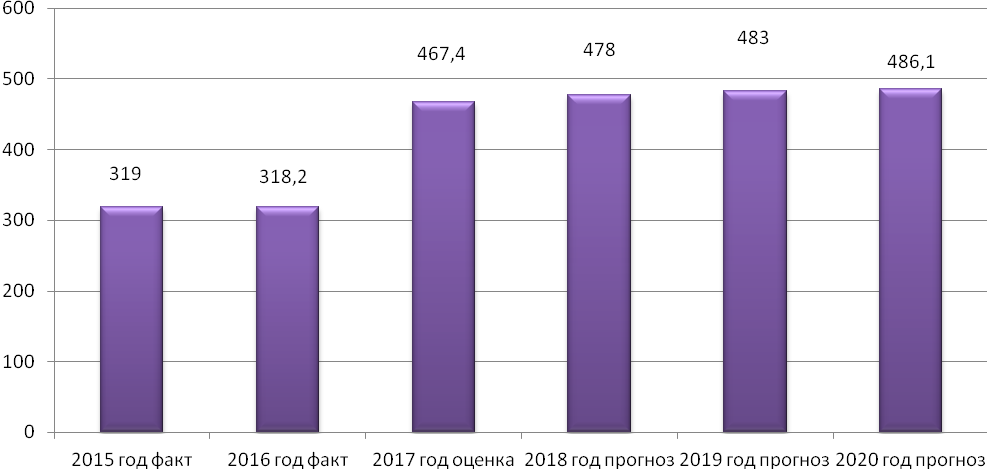 600
500
400
300
200
100
0
319
318,2
467,4
478
483
486,1
2015 год факт
2016 год факт
2017 год оценка
2018 год прогноз
2019 год прогноз
2020 год прогноз